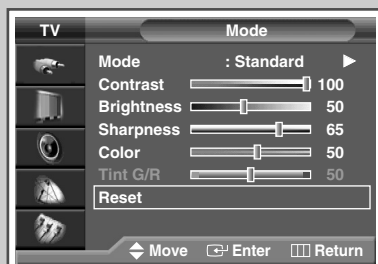 TV Mode
Mode : Standard
Contrast 100
Brightness 50
Sharpness 65
Color 50
Tint G/R 50
Reset
Move Enter Return